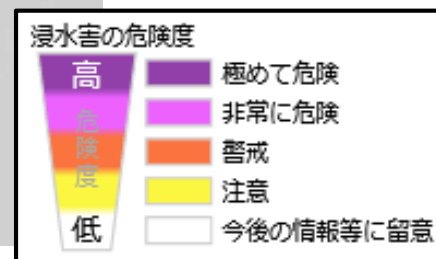 浸水害の危険度
高 極めて危険
非常に危険
危険度 警戒
注意
低 今後の情報等に留意